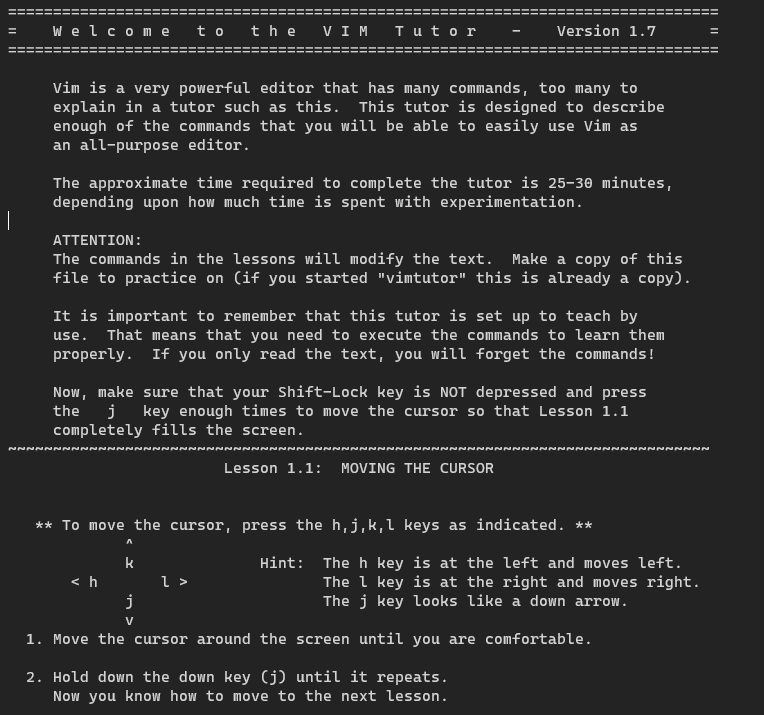 ===============================================================================
=    W e l c o m e   t o   t h e   V I M   T u t o r    -    Version 1.7      =
===============================================================================

     Vim is a very powerful editor that has many commands, too many to
     explain in a tutor such as this.  This tutor is designed to describe
     enough of the commands that you will be able to easily use Vim as
     an all-purpose editor.

     The approximate time required to complete the tutor is 25-30 minutes,
     depending upon how much time is spent with experimentation.

     ATTENTION:
     The commands in the lessons will modify the text.  Make a copy of this
     file to practice on (if you started "vimtutor" this is already a copy).

     It is important to remember that this tutor is set up to teach by
     use.  That means that you need to execute the commands to learn them
     properly.  If you only read the text, you will forget the commands!

     Now, make sure that your Shift-Lock key is NOT depressed and press
     the   j   key enough times to move the cursor so that Lesson 1.1
     completely fills the screen.
~~~~~~~~~~~~~~~~~~~~~~~~~~~~~~~~~~~~~~~~~~~~~~~~~~~~~~~~~~~~~~~~~~~~~~~~~~~~~~
                        Lesson 1.1:  MOVING THE CURSOR


   ** To move the cursor, press the h,j,k,l keys as indicated. **
             ^
             k              Hint:  The h key is at the left and moves left.
       < h       l >               The l key is at the right and moves right.
             j                     The j key looks like a down arrow.
             v
  1. Move the cursor around the screen until you are comfortable.

  2. Hold down the down key (j) until it repeats.
     Now you know how to move to the next lesson.